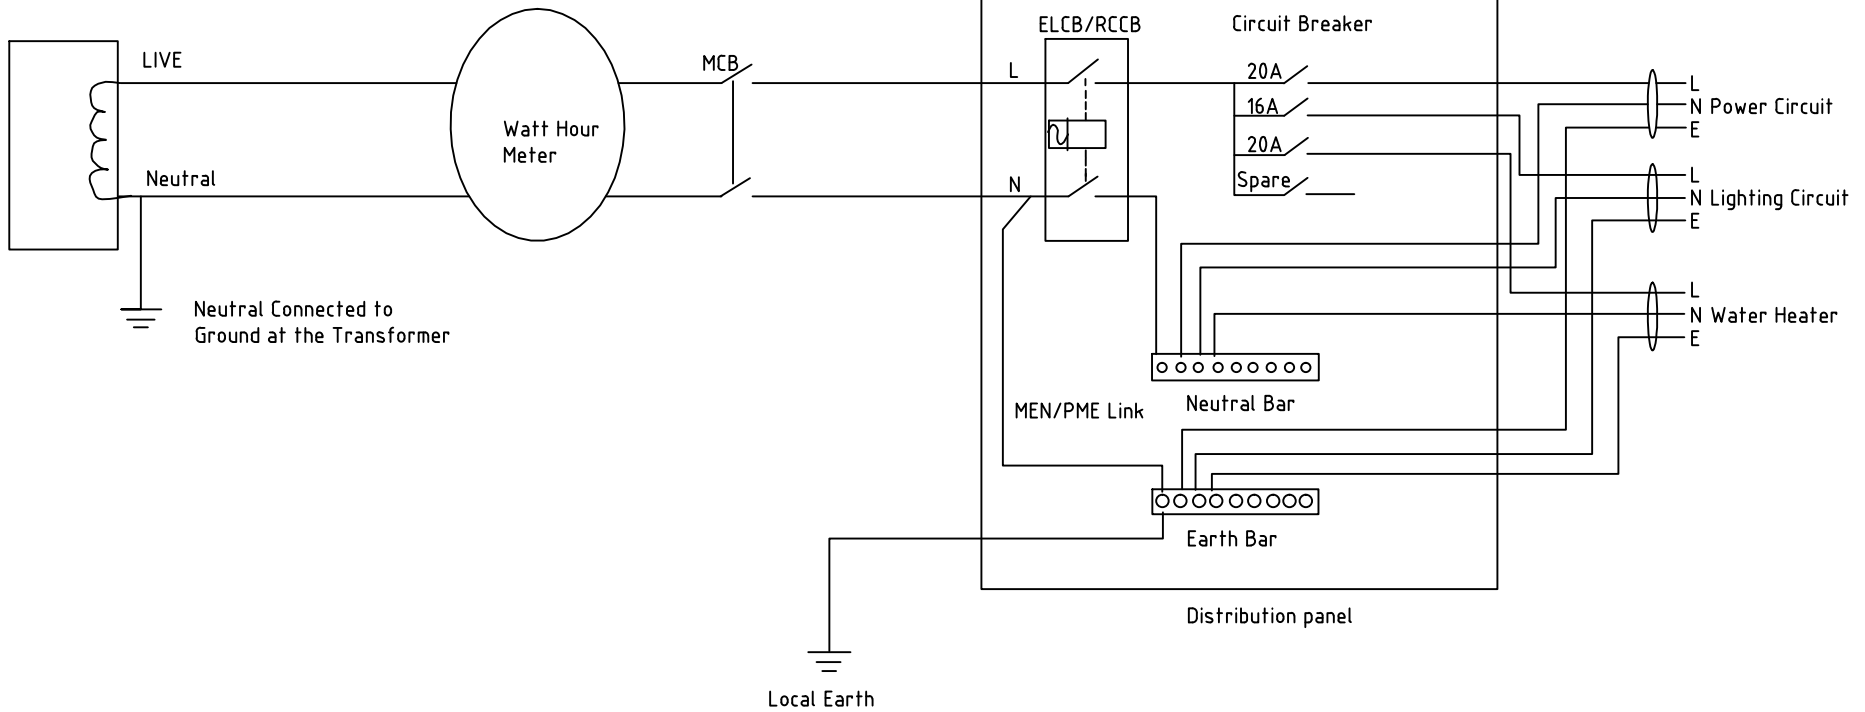 LIVE
Neutral
Neutral Connected to
Ground at the Transformer
Watt Hour
Meter
MCB
ELCB/RCCB
L
N
Circuit Breaker
20A
16A
20A
Spare
L
N Power Circuit
E
L
N Lighting Circuit
E
L
N Water Heater
E
Neutral Bar
MEN/PME Link
Earth Bar
Distribution panel
Local Earth